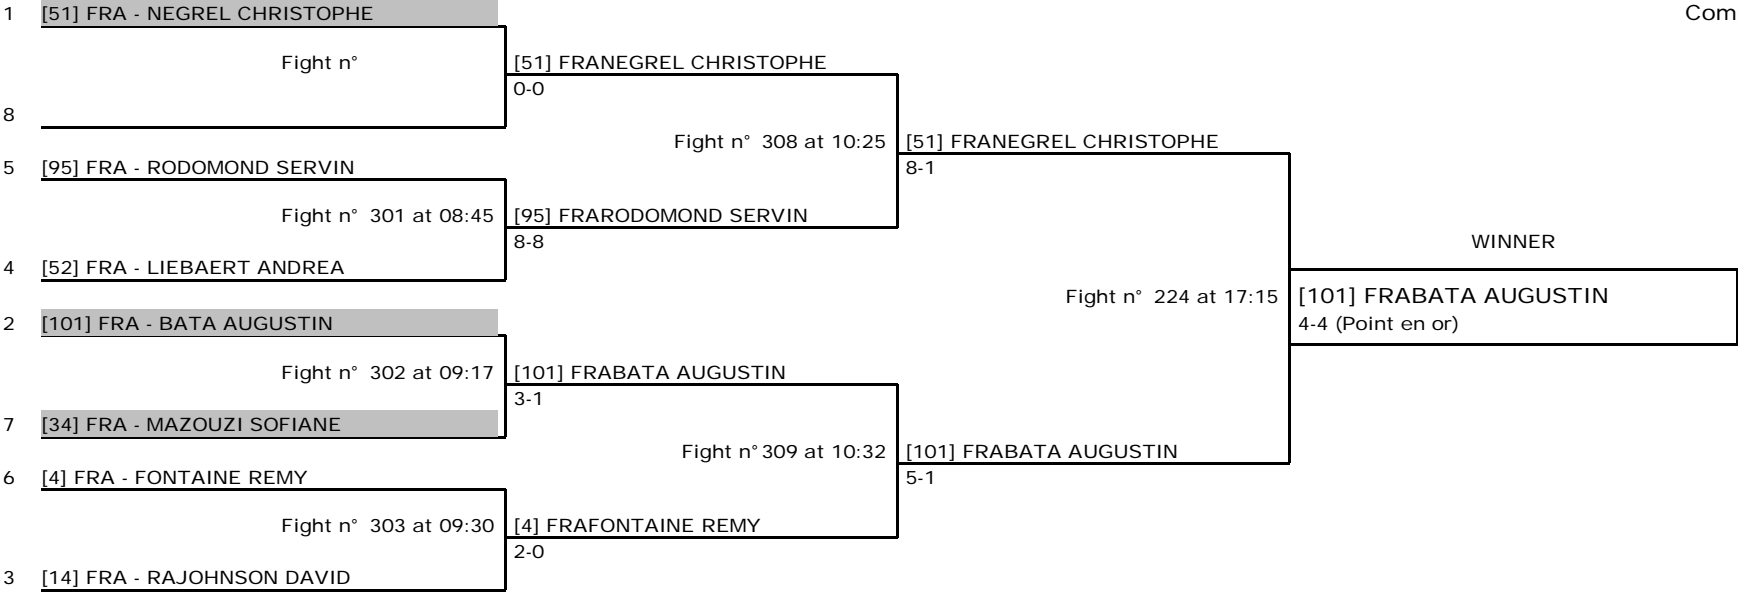 1 [51] FRA - NEGREL CHRISTOPHE
Com
Fight n° [51] FRANEGREL CHRISTOPHE
0-0
8
Fight n° 308 at 10:25 [51] FRANEGREL CHRISTOPHE
5 [95] FRA - RODOMOND SERVIN
8-1
Fight n° 301 at 08:45 [95] FRARODOMOND SERVIN
8-8
WINNER
4 [52] FRA - LIEBAERT ANDREA
Fight n° 224 at 17:15 [101] FRABATA AUGUSTIN
2 [101] FRA - BATA AUGUSTIN
4-4 (Point en or)
Fight n° 302 at 09:17 [101] FRABATA AUGUSTIN
3-1
7 [34] FRA - MAZOUZI SOFIANE
Fight n° 309 at 10:32 [101] FRABATA AUGUSTIN
6 [4] FRA - FONTAINE REMY
5-1
Fight n° 303 at 09:30 [4] FRAFONTAINE REMY
2-0
3 [14] FRA - RAJOHNSON DAVID